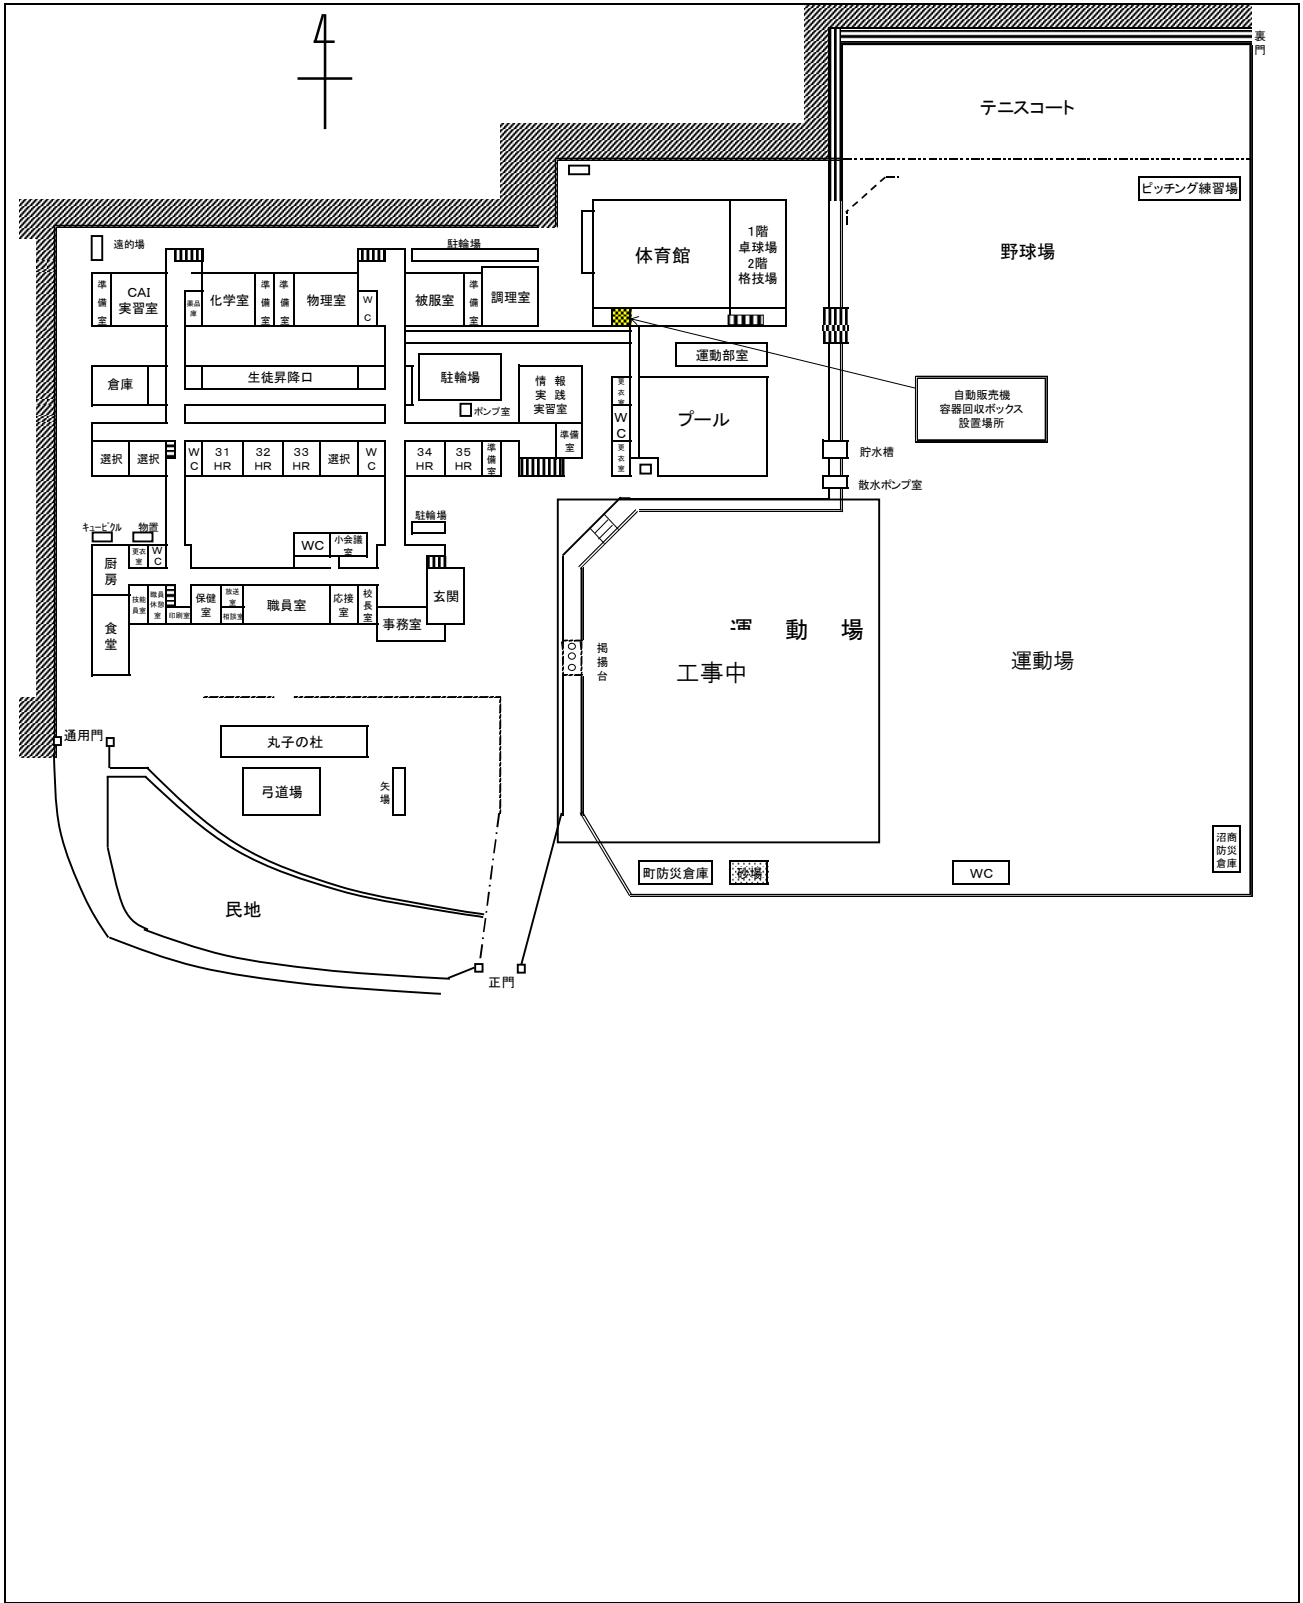 裏
門
テニスコート
ピッチング練習場
野球場
体育館
1階
卓球場
2階
格技場
遠的場
駐輪場
準備室
CAI
実習室
薬品庫
化学室
準備室
準備室
物理室
WC
被服室
準備室
調理室
運動部室
倉庫
生徒昇降口
駐輪場
ポンプ室
情 報
実 践
実習室
準備
室
更衣室
WC
更衣室
プール
自動販売機
容器回収ボックス
設置場所
選択
選択
WC
31
HR
32
HR
33
HR
選択
WC
34
HR
35
HR
準備室
貯水槽
散水ポンプ室
キュービクル
物置
駐輪場
厨房
更衣
室
WC
WC
小会議
室
技能
員室
職員
休憩
室
印刷室
保健
室
放送
室
相談室
職員室
応接
室
校長室
事務室
玄関
食堂
運 動 場
工事中
掲揚台
運動場
通用門
丸子の杜
弓道場
矢場
町防災倉庫
砂場
WC
沼商
防災
倉庫
民地
正門